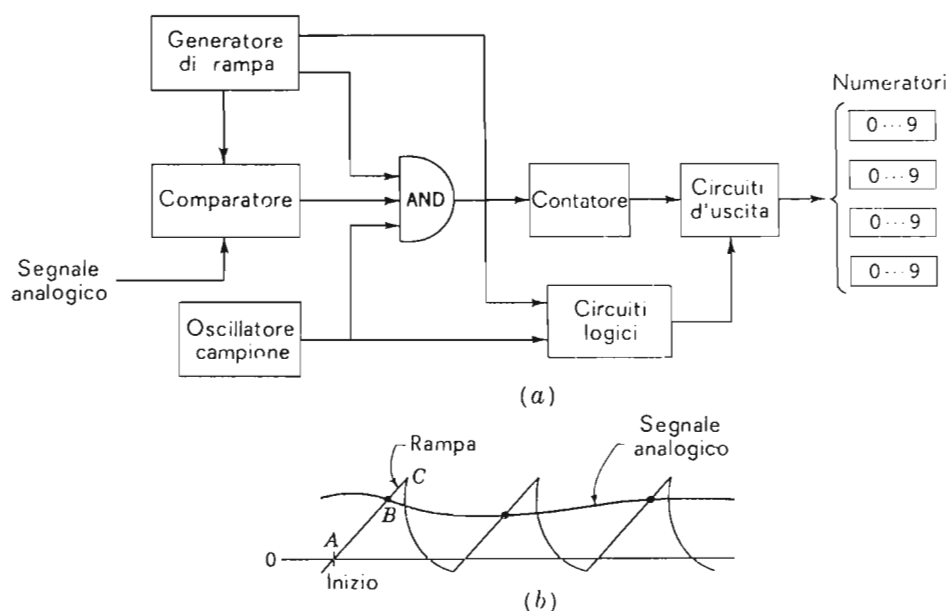 Generatore
di rampa
Numeratori
0···9
Comparatore
AND
Contatore
Circuiti
d'uscita
0···9
0···9
Segnale
analogico
0···9
Oscillatore
campione
Circuiti
logici
(a)
Rampa
Segnale
analogico
C
B
A
0
Inizio
(b)